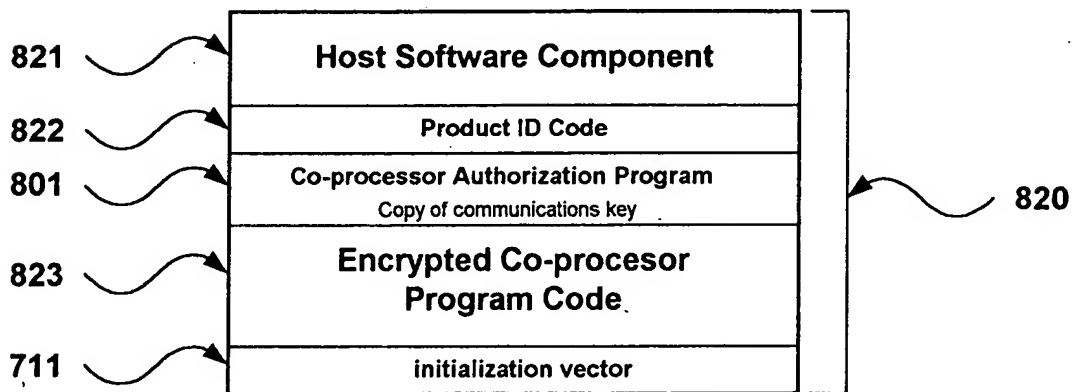 821 Host Software Component
822 Product ID Code
801 Co-processor Authorization Program
Copy of communications key
820
823 Encrypted Co-procesor
Program Code
711 initialization vector